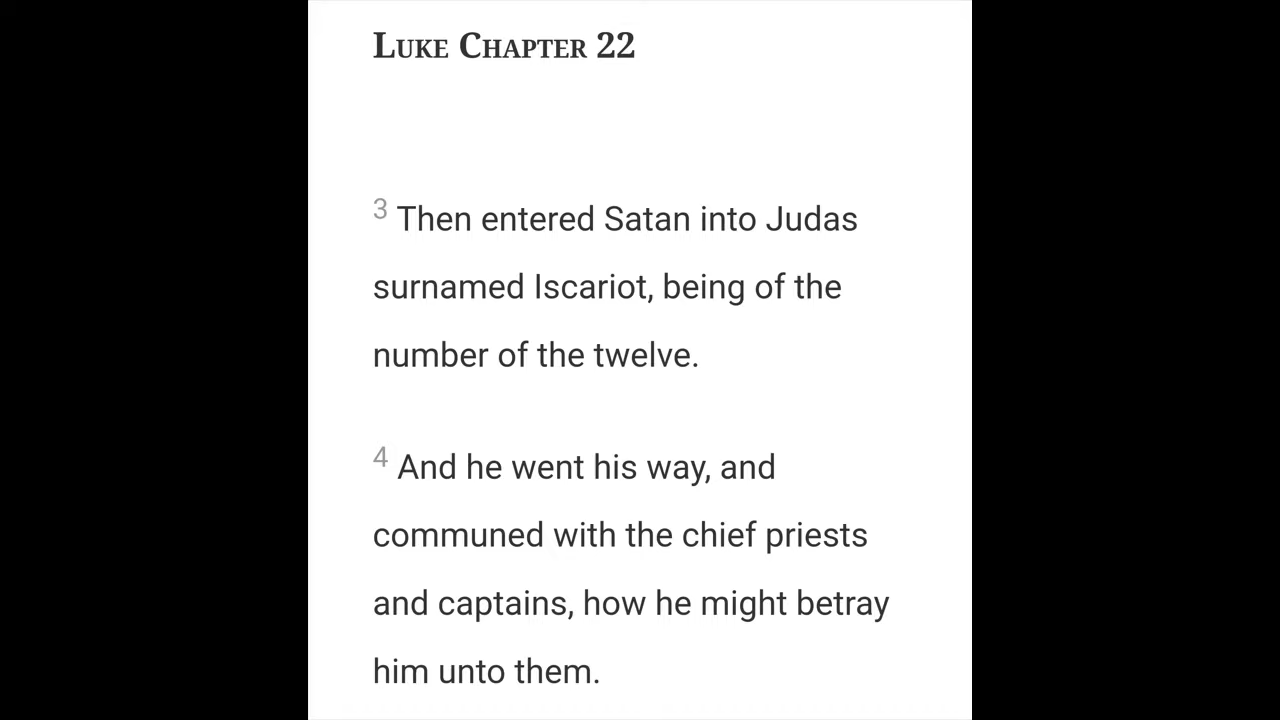 Luke Chapter 22
3 Then entered Satan into Judas
surnamed Iscariot, being of the
number of the twelve.
4 And he went his way, and
communed with the chief priests
and captains, how he might betray
him unto them.